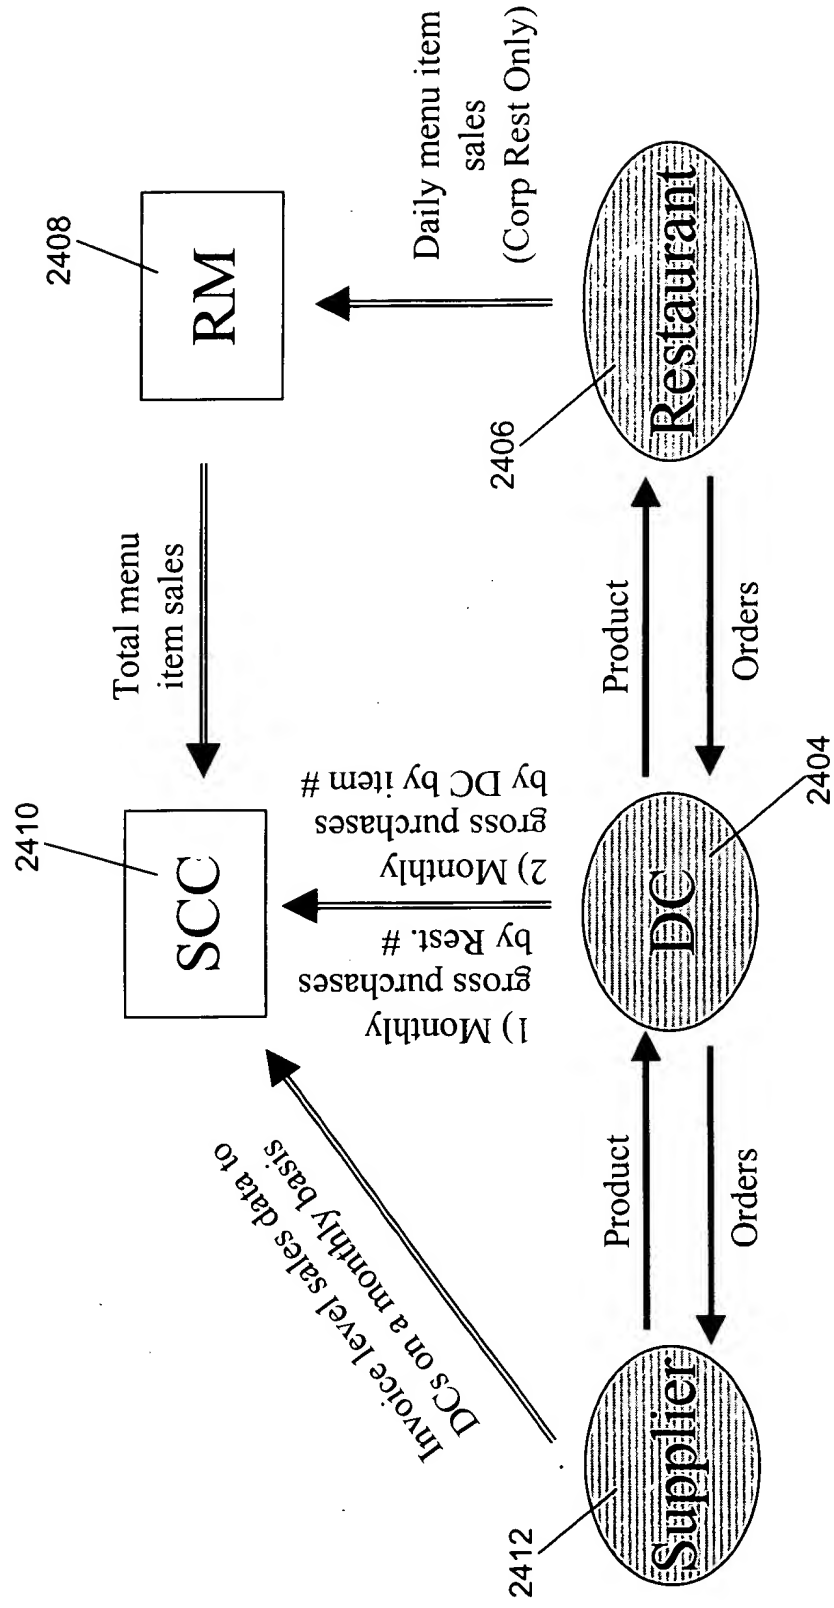 2410
SCC
Total menu
item sales
2408
RM
Invoice level sales data to
DCs on a monthly basis
1) Monthly
gross purchases
by Rest. #
2) Monthly
gross purchases
by DC by item #
Daily menu item
sales
(Corp Rest Only)
2412
Supplier
Product
Orders
DC
2404
Product
Orders
2406
Restaurant